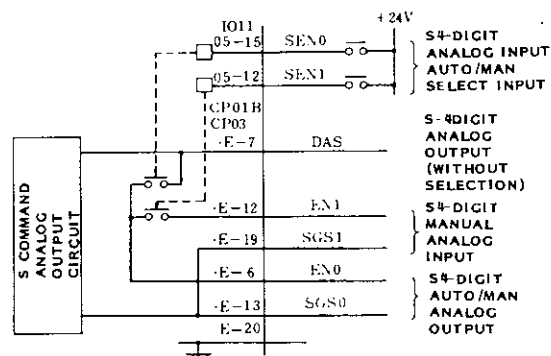 IO11
+24V
05-15 SEN0
S4-DIGIT
ANALOG INPUT
AUTO/MAN
SELECT INPUT
05-12 SEN1
CP01B
CP03
·E-7 DAS
S-4DIGIT
ANALOG
OUTPUT
(WITHOUT
SELECTION)
S COMMAND
ANALOG
OUTPUT
CIRCUIT
·E-12 EN1
S4-DIGIT
MANUAL
ANALOG
INPUT
·E-19 SGS1
·E-6 EN0
S4-DIGIT
AUTO/MAN
ANALOG
OUTPUT
·E-13 SGS0
E-20